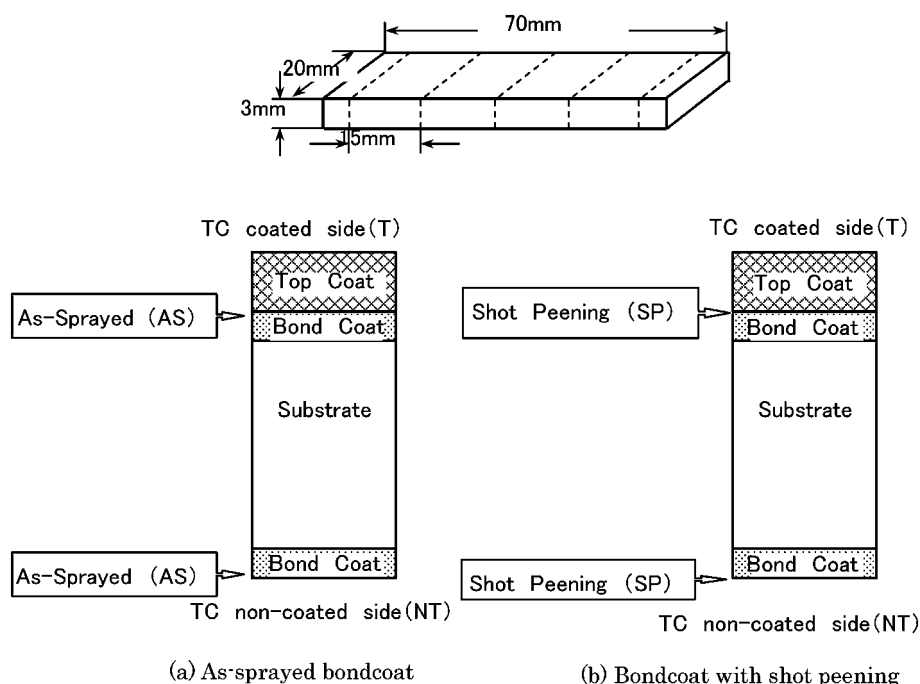 70mm
20mm
3mm
15mm
TC coated side(T)
Top Coat
As-Sprayed (AS)
Bond Coat
Substrate
As-Sprayed (AS)
Bond Coat
TC non-coated side(NT)
(a) As-sprayed bondcoat
TC coated side(T)
Top Coat
Shot Peening (SP)
Bond Coat
Substrate
Shot Peening (SP)
Bond Coat
TC non-coated side(NT)
(b) Bondcoat with shot peening